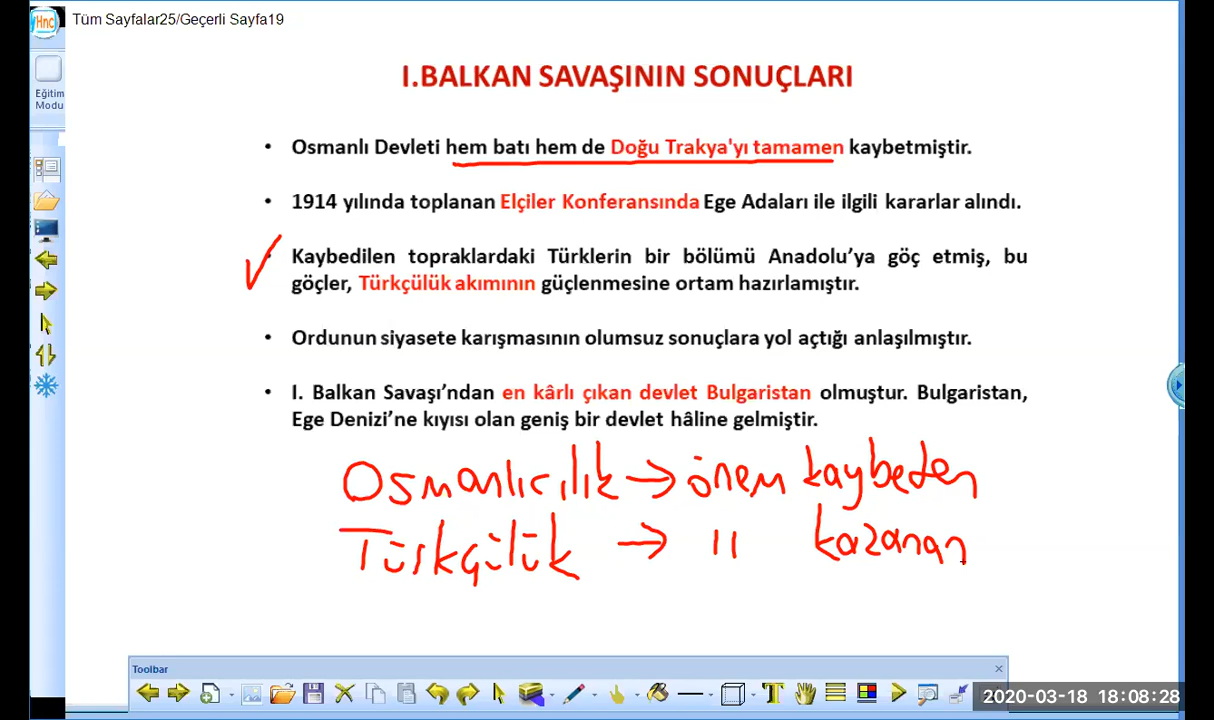 Hnc
Tüm Sayfalar25/Geçerli Sayfa19
Eğitim
Modu
I.BALKAN SAVAŞININ SONUÇLARI
• Osmanlı Devleti hem batı hem de Doğu Trakya'yı tamamen kaybetmiştir.
• 1914 yılında toplanan Elçiler Konferansında Ege Adaları ile ilgili kararlar alındı.
• Kaybedilen topraklardaki Türklerin bir bölümü Anadolu’ya göç etmiş, bu
göçler, Türkçülük akımının güçlenmesine ortam hazırlamıştır.
• Ordunun siyasete karışmasının olumsuz sonuçlara yol açtığı anlaşılmıştır.
• I. Balkan Savaşı’ndan en kârlı çıkan devlet Bulgaristan olmuştur. Bulgaristan,
Ege Denizi’ne kıyısı olan geniş bir devlet hâline gelmiştir.
Osmanlıcılık → önem kaybeden
Türkçülük → " kazanan
Toolbar
2020-03-18 18:08:28